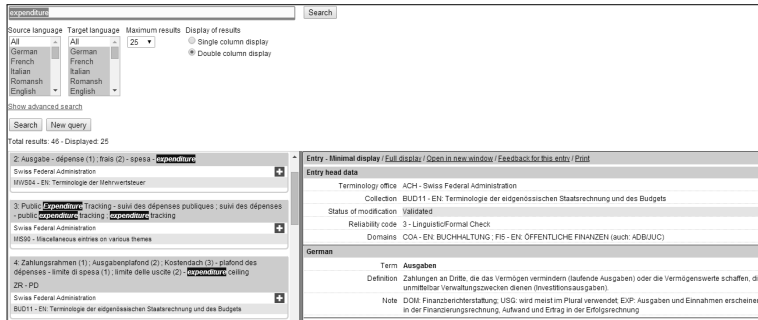 expenditure
Search
Source language Target language Maximum results Display of results
All All 25 Single column display
German German Double column display
French French
Italian Italian
Romansh Romansh
English English
Show advanced search
Search New query
Total results: 46 - Displayed: 25
2: Ausgabe - dépense (1) ; frais (2) - spesa - expenditure
Swiss Federal Administration
MWS04 - EN: Terminologie der Mehrwertsteuer
3: Public Expenditure Tracking - suivi des dépenses publiques ; suivi des dépenses
- public expenditure tracking - expenditure tracking
Swiss Federal Administration
MIS90 - Miscellaneous eintries on various themes
4: Zahlungsrahmen (1) ; Ausgabenplafond (2) ; Kostendach (3) - plafond des
dépenses - limite di spesa (1) ; limite delle uscite (2) - expenditure ceiling
ZR - PD
Swiss Federal Administration
BUD11 - EN: Terminologie der eidgenössischen Staatsrechnung und des Budgets
Entry - Minimal display / Full display / Open in new window / Feedback for this entry / Print
Entry head data
Terminology office ACH - Swiss Federal Administration
Collection BUD11 - EN: Terminologie der eidgenössischen Staatsrechnung und des Budgets
Status of modification Validated
Reliability code 3 - Linguistic/Formal Check
Domains COA - EN: BUCHHALTUNG ; FI5 - EN: ÖFFENTLICHE FINANZEN (auch: ADB/JUC)
German
Term Ausgaben
Definition Zahlungen an Dritte, die das Vermögen vermindern (laufende Ausgaben) oder die Vermögenswerte schaffen, di
unmittelbar Verwaltungszwecken dienen (Investitionsausgaben).
Note DOM: Finanzberichterstattung; USG: wird meist im Plural verwendet; EXP: Ausgaben und Einnahmen erscheinen
in der Finanzierungsrechnung, Aufwand und Ertrag in der Erfolgsrechnung